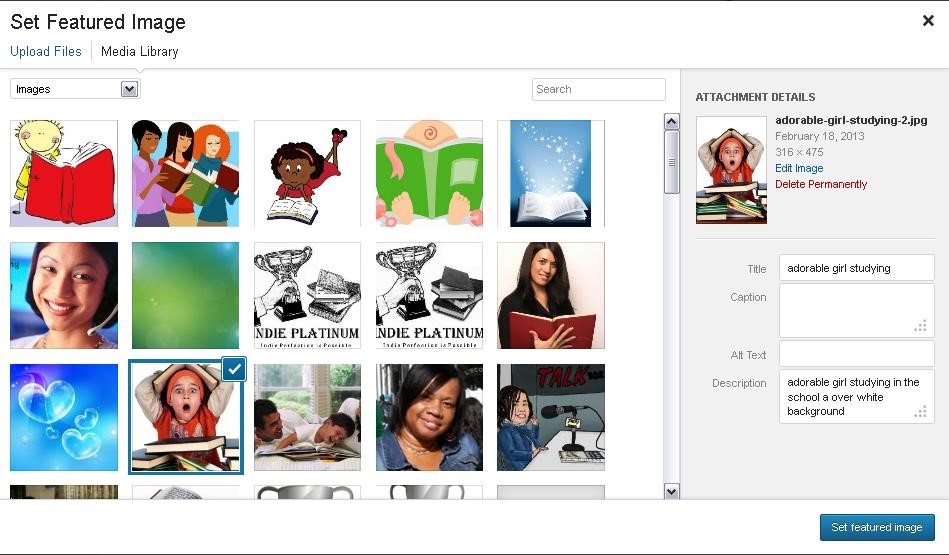 Set Featured Image
Upload Files
Media Library
Images
Search
INDIE PLATINUM
Indie Perfection is Possible
INDIE PLATINUM
Indie Perfection is Possible
TALK
ATTACHMENT DETAILS
adorable-girl-studying-2.jpg
February 18, 2013
316 × 475
Edit Image
Delete Permanently
Title
adorable girl studying
Caption
Alt Text
Description
adorable girl studying in the
school a over white
background
Set featured image